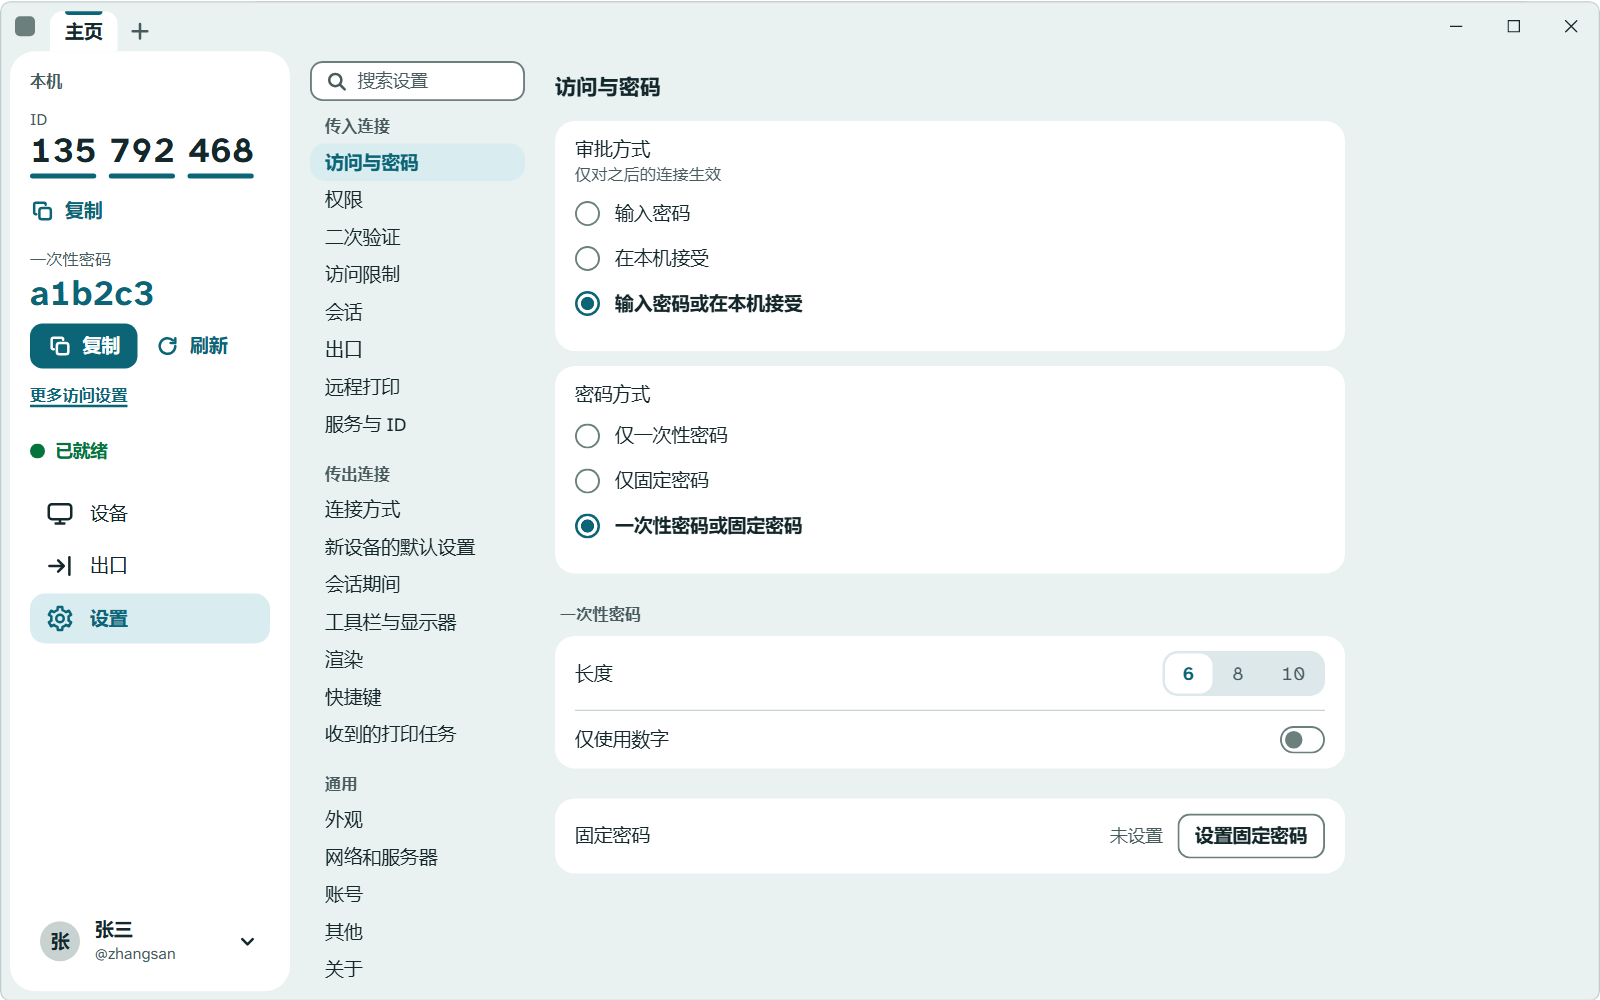 主页
本机
ID
135 792 468
复制
一次性密码
a1b2c3
复制
刷新
更多访问设置
已就绪
设备
出口
设置
张
张三
@zhangsan
搜索设置
传入连接
访问与密码
权限
二次验证
访问限制
会话
出口
远程打印
服务与 ID
传出连接
连接方式
新设备的默认设置
会话期间
工具栏与显示器
渲染
快捷键
收到的打印任务
通用
外观
网络和服务器
账号
其他
关于
访问与密码
审批方式
仅对之后的连接生效
输入密码
在本机接受
输入密码或在本机接受
密码方式
仅一次性密码
仅固定密码
一次性密码或固定密码
一次性密码
长度
6 8 10
仅使用数字
固定密码
未设置
设置固定密码